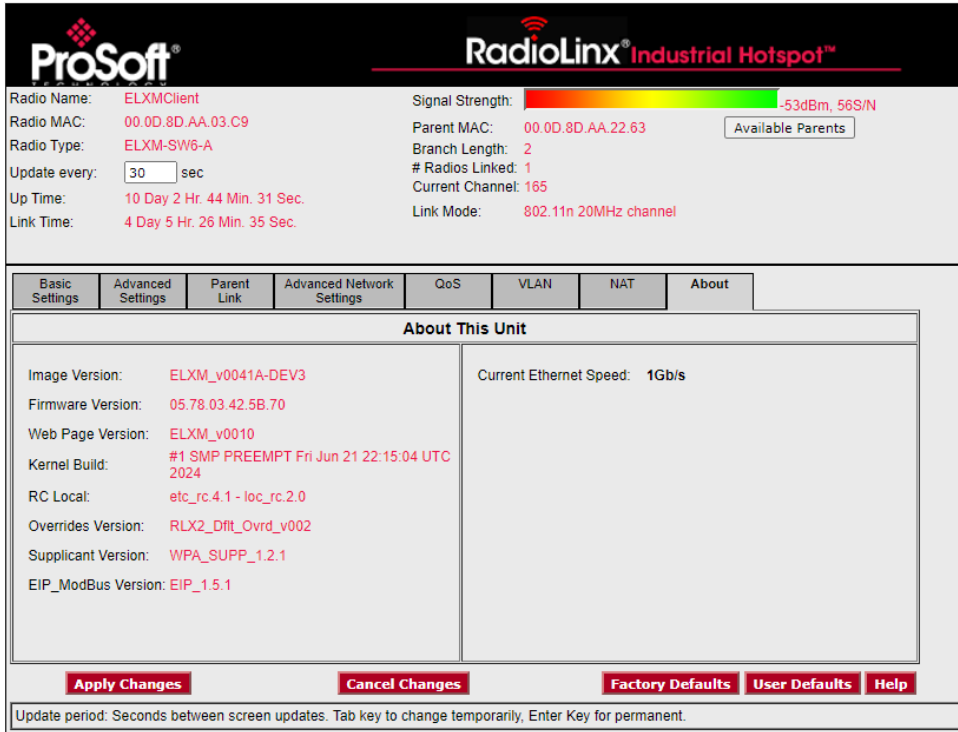 ProSoft®
TECHNOLOGY
RadioLinx® Industrial Hotspot™
Radio Name: ELXMClient
Radio MAC: 00.0D.8D.AA.03.C9
Radio Type: ELXM-SW6-A
Update every: 30 sec
Up Time: 10 Day 2 Hr. 44 Min. 31 Sec.
Link Time: 4 Day 5 Hr. 26 Min. 35 Sec.
Signal Strength: -53dBm, 56S/N
Parent MAC: 00.0D.8D.AA.22.63 Available Parents
Branch Length: 2
# Radios Linked: 1
Current Channel: 165
Link Mode: 802.11n 20MHz channel
Basic Settings
Advanced Settings
Parent Link
Advanced Network Settings
QoS
VLAN
NAT
About
About This Unit
Image Version: ELXM_v0041A-DEV3
Firmware Version: 05.78.03.42.5B.70
Web Page Version: ELXM_v0010
Kernel Build: #1 SMP PREEMPT Fri Jun 21 22:15:04 UTC
2024
RC Local: etc_rc.4.1 - loc_rc.2.0
Overrides Version: RLX2_Dflt_Ovrd_v002
Supplicant Version: WPA_SUPP_1.2.1
EIP_ModBus Version: EIP_1.5.1
Current Ethernet Speed: 1Gb/s
Apply Changes Cancel Changes Factory Defaults User Defaults Help
Update period: Seconds between screen updates. Tab key to change temporarily, Enter Key for permanent.